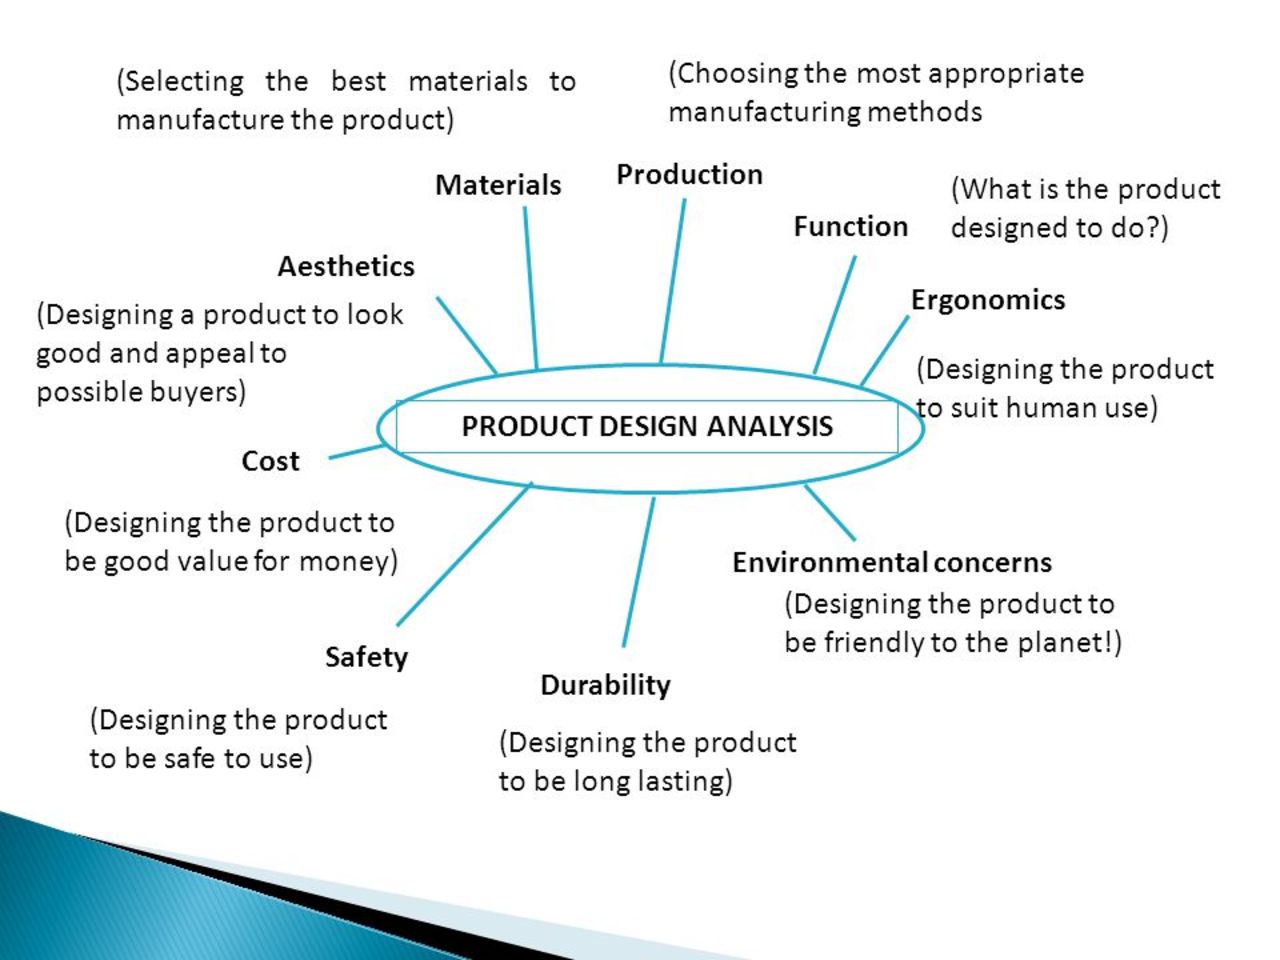 (Selecting the best materials to
manufacture the product)
(Choosing the most appropriate
manufacturing methods
Materials
Production
(What is the product
designed to do?)
Function
Aesthetics
(Designing a product to look
good and appeal to
possible buyers)
Ergonomics
(Designing the product
to suit human use)
PRODUCT DESIGN ANALYSIS
Cost
(Designing the product to
be good value for money)
Environmental concerns
(Designing the product to
be friendly to the planet!)
Safety
(Designing the product
to be safe to use)
Durability
(Designing the product
to be long lasting)